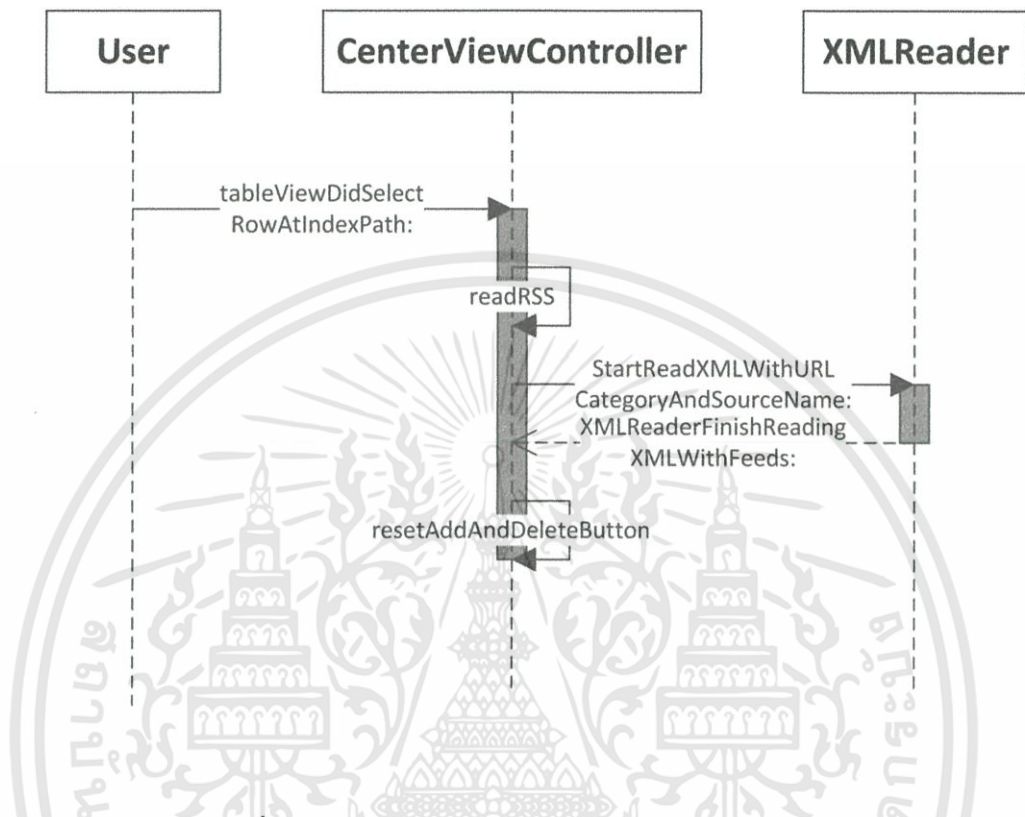 User
CenterViewController
XMLReader
tableViewDidSelect
RowAtIndexPath:
readRSS
StartReadXMLWithURL
CategoryAndSourceName:
XMLReaderFinishReading
XMLWithFeeds:
resetAddAndDeleteButton